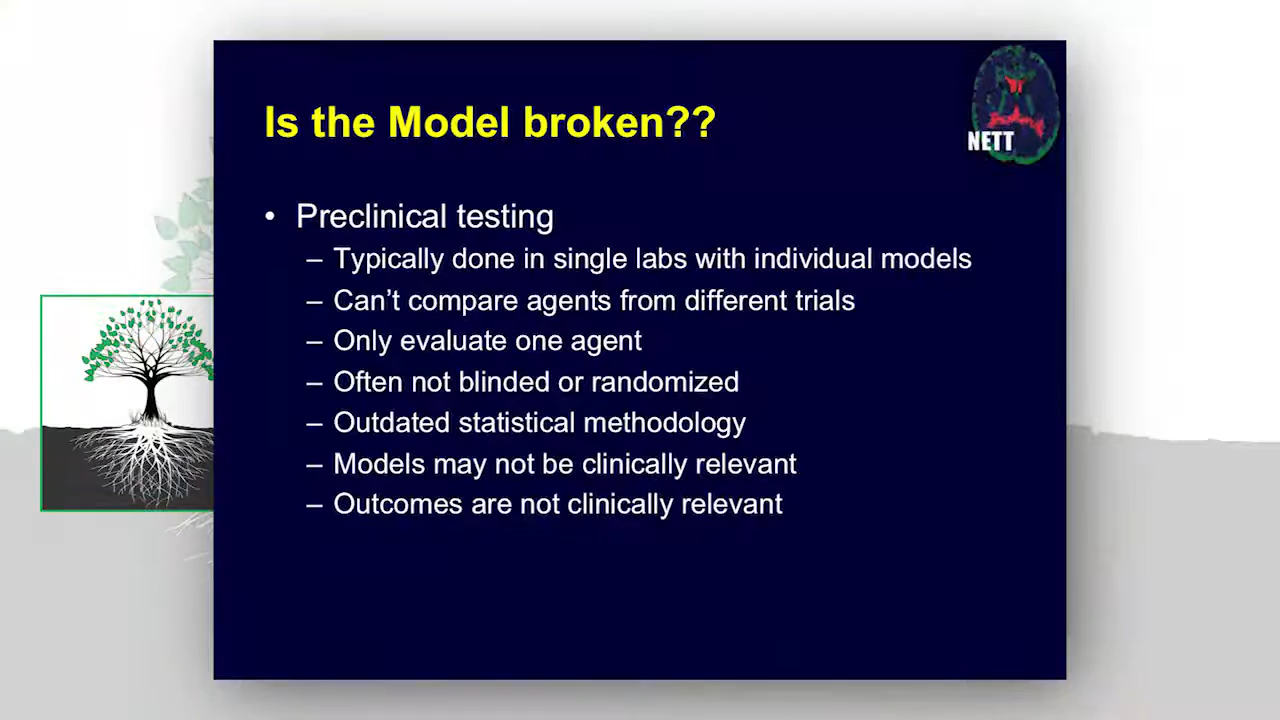 Is the Model broken??
NETT
• Preclinical testing
– Typically done in single labs with individual models
– Can’t compare agents from different trials
– Only evaluate one agent
– Often not blinded or randomized
– Outdated statistical methodology
– Models may not be clinically relevant
– Outcomes are not clinically relevant